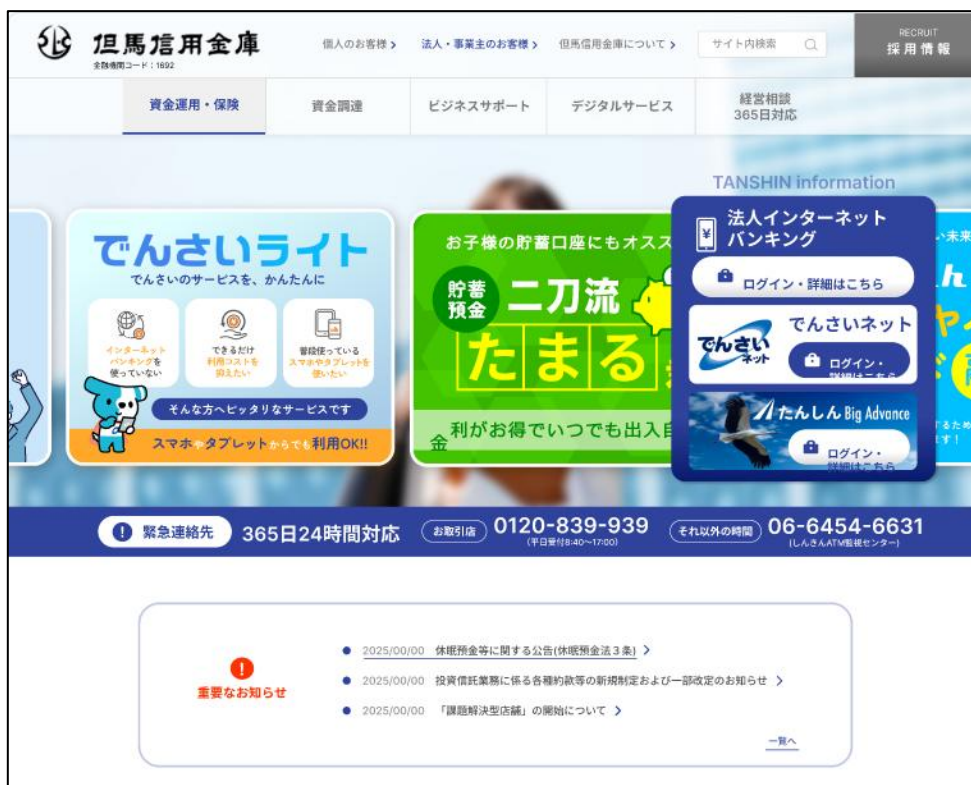 但馬信用金庫
金融機関コード：1692
個人のお客様
法人・事業主のお客様
但馬信用金庫について
サイト内検索
RECRUIT
採用情報
資金運用・保険
資金調達
ビジネスサポート
デジタルサービス
経営相談
365日対応
TANSHIN information
でんさいライト
でんさいのサービスを、かんたんに
インターネット
バンキングを
使っていない
できるだけ
利用コストを
抑えたい
普段使っている
スマホやタブレットを
使いたい
そんな方へピッタリなサービスです
スマホやタブレットからでも利用OK!!
お子様の貯蓄口座にもオスス
貯蓄
預金
二刀流
たまる
金利がお得でいつでも出入自
法人インターネット
バンキング
ログイン・詳細はこちら
でんさい
ネット
でんさいネット
ログイン・
詳細はこちら
たんしん Big Advance
ログイン・
詳細はこちら
い未来
するため
ます！
緊急連絡先
365日24時間対応
お取引店
0120-839-939
(平日受付8:40〜17:00)
それ以外の時間
06-6454-6631
(しんきんATM監視センター)
重要なお知らせ
2025/00/00 休眠預金等に関する公告(休眠預金法３条)
2025/00/00 投資信託業務に係る各種約款等の新規制定および一部改定のお知らせ
2025/00/00 「課題解決型店舗」の開始について
一覧へ